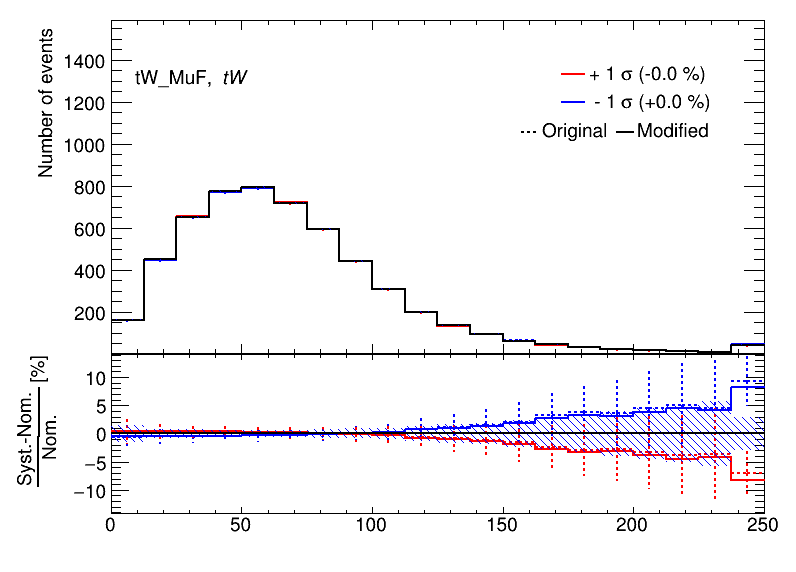 Number of events
1400
1200
1000
800
600
400
200
tW_MuF, tW
+ 1 σ (-0.0 %)
- 1 σ (+0.0 %)
Original Modified
Syst.-Nom.
Nom.
[%]
10
5
0
−5
−10
0 50 100 150 200 250